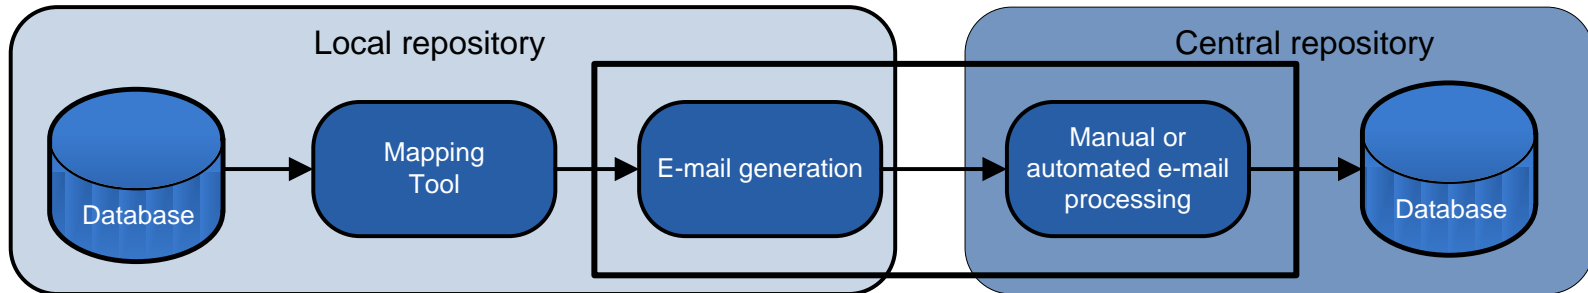 Local repository
Central repository
Database
Mapping
Tool
E-mail generation
Manual or
automated e-mail
processing
Database